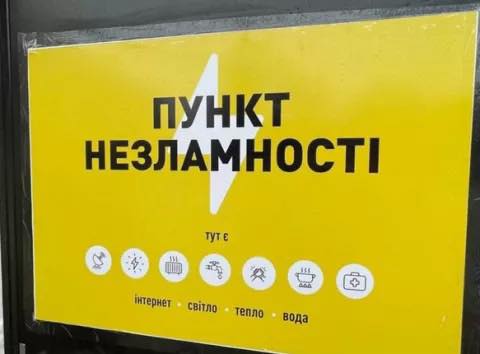 ПУНКТ
НЕЗЛАМНОСТІ
тут є
інтернет • світло • тепло • вода